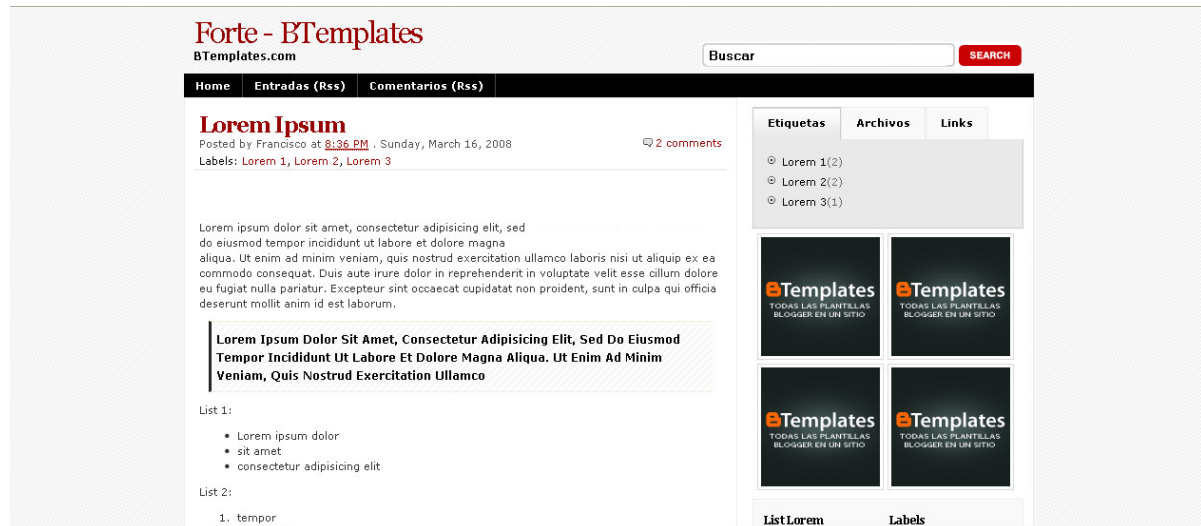 Forte - BTemplates
BTemplates.com
Buscar
SEARCH
Home Entradas (Rss) Comentarios (Rss)
Lorem Ipsum
Posted by Francisco at 8:36 PM . Sunday, March 16, 2008
2 comments
Labels: Lorem 1, Lorem 2, Lorem 3
Lorem ipsum dolor sit amet, consectetur adipisicing elit, sed
do eiusmod tempor incididunt ut labore et dolore magna
aliqua. Ut enim ad minim veniam, quis nostrud exercitation ullamco laboris nisi ut aliquip ex ea
commodo consequat. Duis aute irure dolor in reprehenderit in voluptate velit esse cillum dolore
eu fugiat nulla pariatur. Excepteur sint occaecat cupidatat non proident, sunt in culpa qui officia
deserunt mollit anim id est laborum.
Lorem Ipsum Dolor Sit Amet, Consectetur Adipisicing Elit, Sed Do Eiusmod
Tempor Incididunt Ut Labore Et Dolore Magna Aliqua. Ut Enim Ad Minim
Veniam, Quis Nostrud Exercitation Ullamco
List 1:
Lorem ipsum dolor
sit amet
consectetur adipisicing elit
List 2:
1. tempor
Etiquetas Archivos Links
Lorem 1(2)
Lorem 2(2)
Lorem 3(1)
BTemplates
TODAS LAS PLANTILLAS
BLOGGER EN UN SITIO
BTemplates
TODAS LAS PLANTILLAS
BLOGGER EN UN SITIO
BTemplates
TODAS LAS PLANTILLAS
BLOGGER EN UN SITIO
BTemplates
TODAS LAS PLANTILLAS
BLOGGER EN UN SITIO
List Lorem
Labels